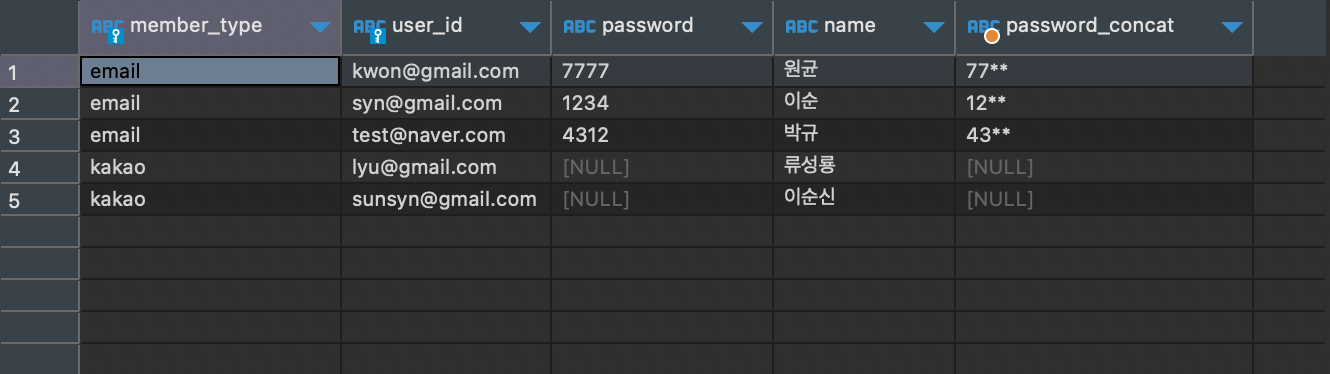 ABC member_type ABC user_id ABC password ABC name ABC password_concat
1 email kwon@gmail.com 7777 원균 77**
2 email syn@gmail.com 1234 이순 12**
3 email test@naver.com 4312 박규 43**
4 kakao lyu@gmail.com [NULL] 류성룡 [NULL]
5 kakao sunsyn@gmail.com [NULL] 이순신 [NULL]